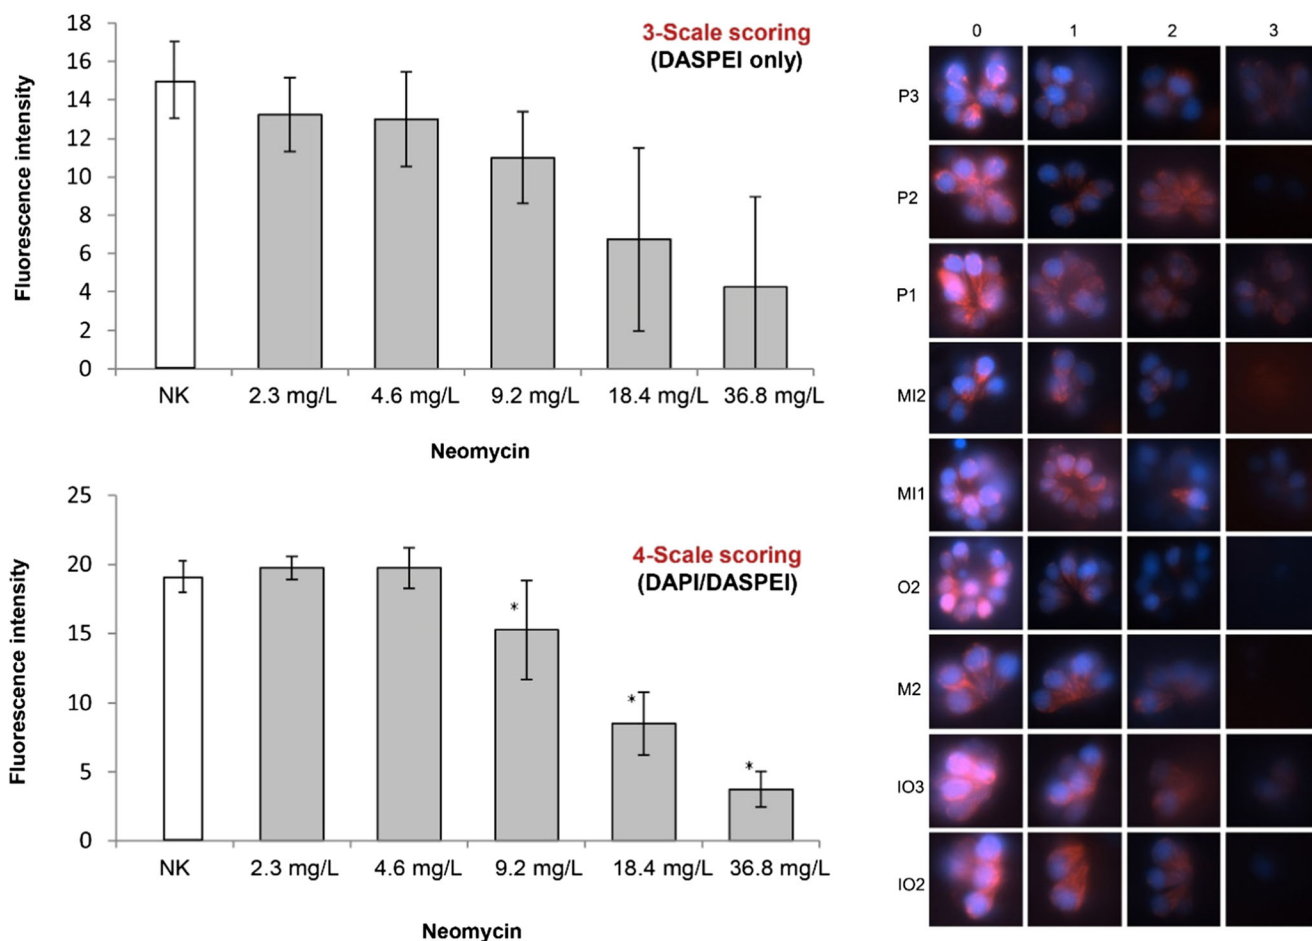 18
3-Scale scoring
(DASPEI only)
16
14
12
10
8
6
4
2
0
Fluorescence intensity
NK
2.3 mg/L
4.6 mg/L
9.2 mg/L
18.4 mg/L
36.8 mg/L
Neomycin
25
4-Scale scoring
(DAPI/DASPEI)
20
15
10
5
0
Fluorescence intensity
*
*
*
NK
2.3 mg/L
4.6 mg/L
9.2 mg/L
18.4 mg/L
36.8 mg/L
Neomycin
0
1
2
3
P3
P2
P1
MI2
MI1
O2
M2
IO3
IO2